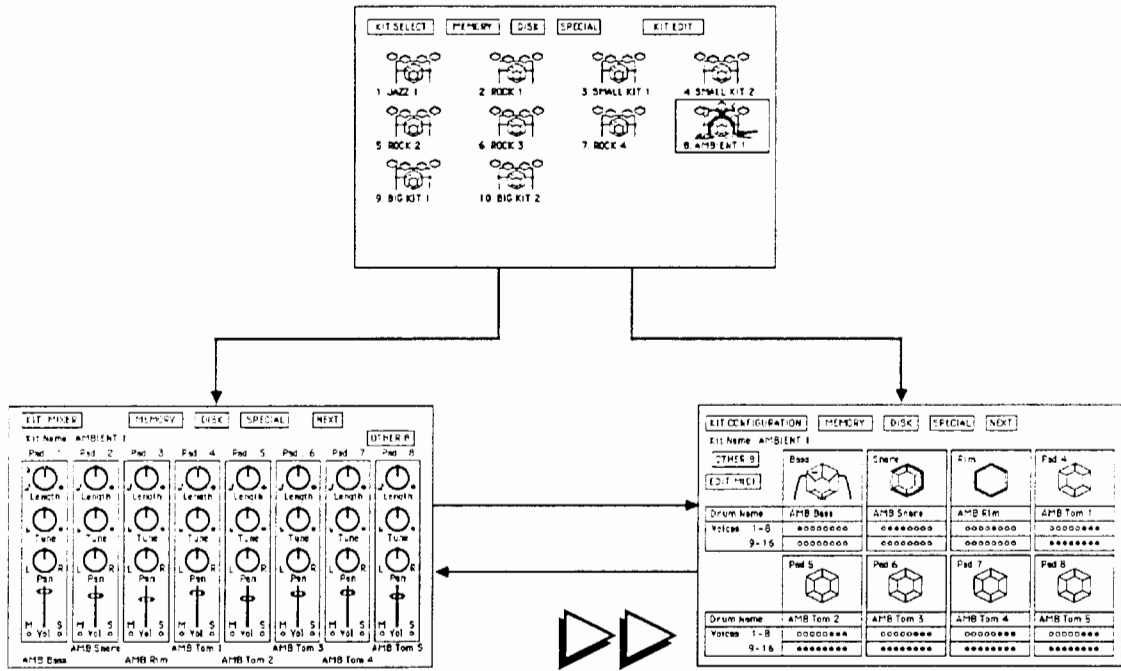 KIT SELECT MEMORY DISK SPECIAL KIT EDIT
1 JAZZ 1 2 ROCK 1 3 SMALL KIT 1 4 SMALL KIT 2
5 ROCK 2 6. ROCK 3 7. ROCK 4 8. AMBIENT 1
9 BIG KIT 1 10 BIG KIT 2
KIT MIXER MEMORY DISK SPECIAL NEXT
Kit Name AMBIENT 1 OTHER 8
Pad 1 Pad 2 Pad 3 Pad 4 Pad 5 Pad 6 Pad 7 Pad 8
Length Length Length Length Length Length Length Length
Tune Tune Tune Tune Tune Tune Tune Tune
L R L R L R L R L R L R L R L R
Pan Pan Pan Pan Pan Pan Pan Pan
M S M S M S M S M S M S M S M S
Vol Vol Vol Vol Vol Vol Vol Vol
AMB Snare AMB Tom 1 AMB Tom 3 AMB Tom 5
AMB Bass AMB Rim AMB Tom 2 AMB Tom 4
KIT CONFIGURATION MEMORY DISK SPECIAL NEXT
Kit Name AMBIENT 1
OTHER 8 Bass Snare Rim Pad 4
EDIT MIDI
Drum Name AMB Bass AMB Snare AMB Rim AMB Tom 1
Voices 1-8
9-16
Pad 5 Pad 6 Pad 7 Pad 8
Drum Name AMB Tom 2 AMB Tom 3 AMB Tom 4 AMB Tom 5
Voices 1-8
9-16